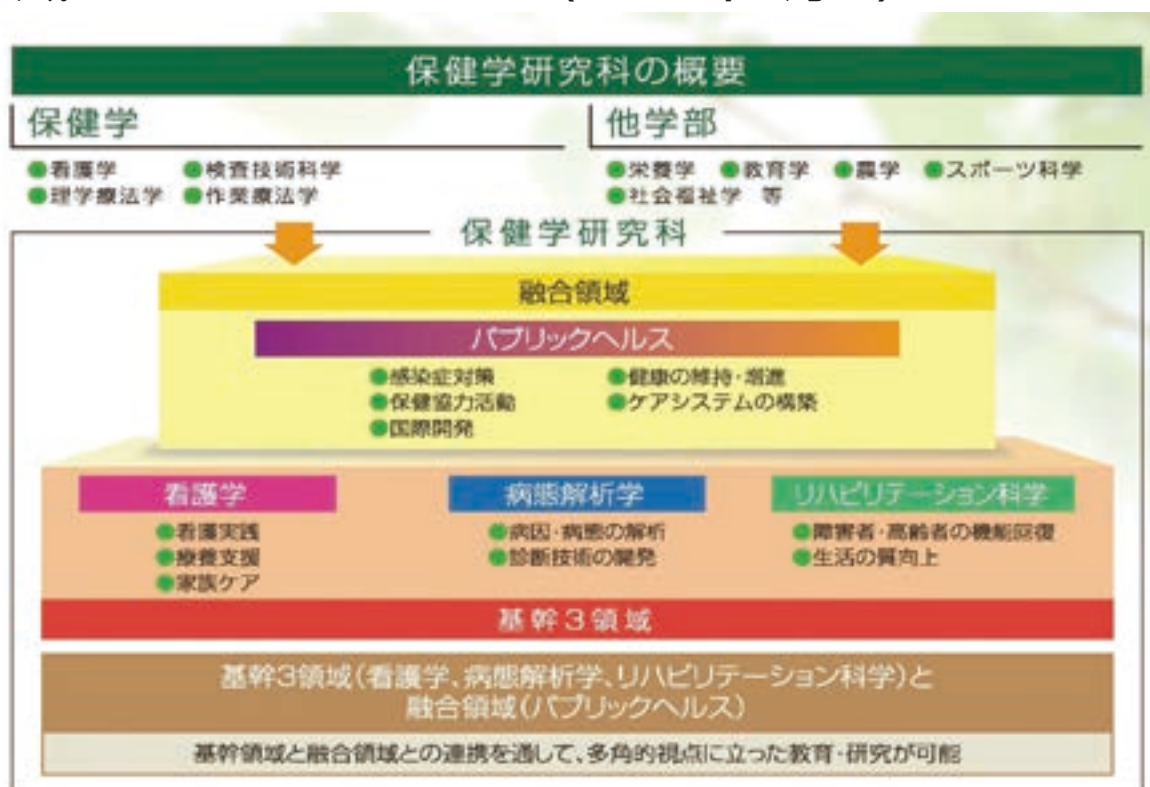 保健学研究科の概要
保健学
他学部
●看護学 ●検査技術科学
●理学療法学 ●作業療法学
●栄養学 ●教育学 ●農学 ●スポーツ科学
●社会福祉学 等
保健学研究科
融合領域
パブリックヘルス
●感染症対策 ●健康の維持・増進
●保健協力活動 ●ケアシステムの構築
●国際開発
看護学
●看護実践
●療養支援
●家族ケア
病態解析学
●病因・病態の解析
●診断技術の開発
リハビリテーション科学
●障害者・高齢者の機能回復
●生活の質向上
基幹3領域
基幹3領域(看護学、病態解析学、リハビリテーション科学)と
融合領域(パブリックヘルス)
基幹領域と融合領域との連携を通して、多角的視点に立った教育・研究が可能